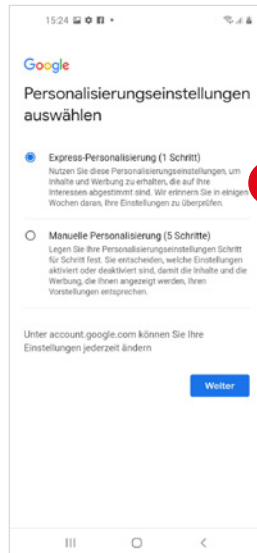 15:24
Google
Personalisierungseinstellungen
auswählen
Express-Personalisierung (1 Schritt)
Nutzen Sie diese Personalisierungseinstellungen, um
Inhalte und Werbung zu erhalten, die auf Ihre
Interessen abgestimmt sind. Wir erinnern Sie in einigen
Wochen daran, Ihre Einstellungen zu überprüfen.
Manuelle Personalisierung (5 Schritte)
Legen Sie Ihre Personalisierungseinstellungen Schritt
für Schritt fest. Sie entscheiden, welche Einstellungen
aktiviert oder deaktiviert sind, damit die Inhalte und die
Werbung, die Ihnen angezeigt werden, Ihren
Vorstellungen entsprechen.
Unter account.google.com können Sie Ihre
Einstellungen jederzeit ändern
Weiter